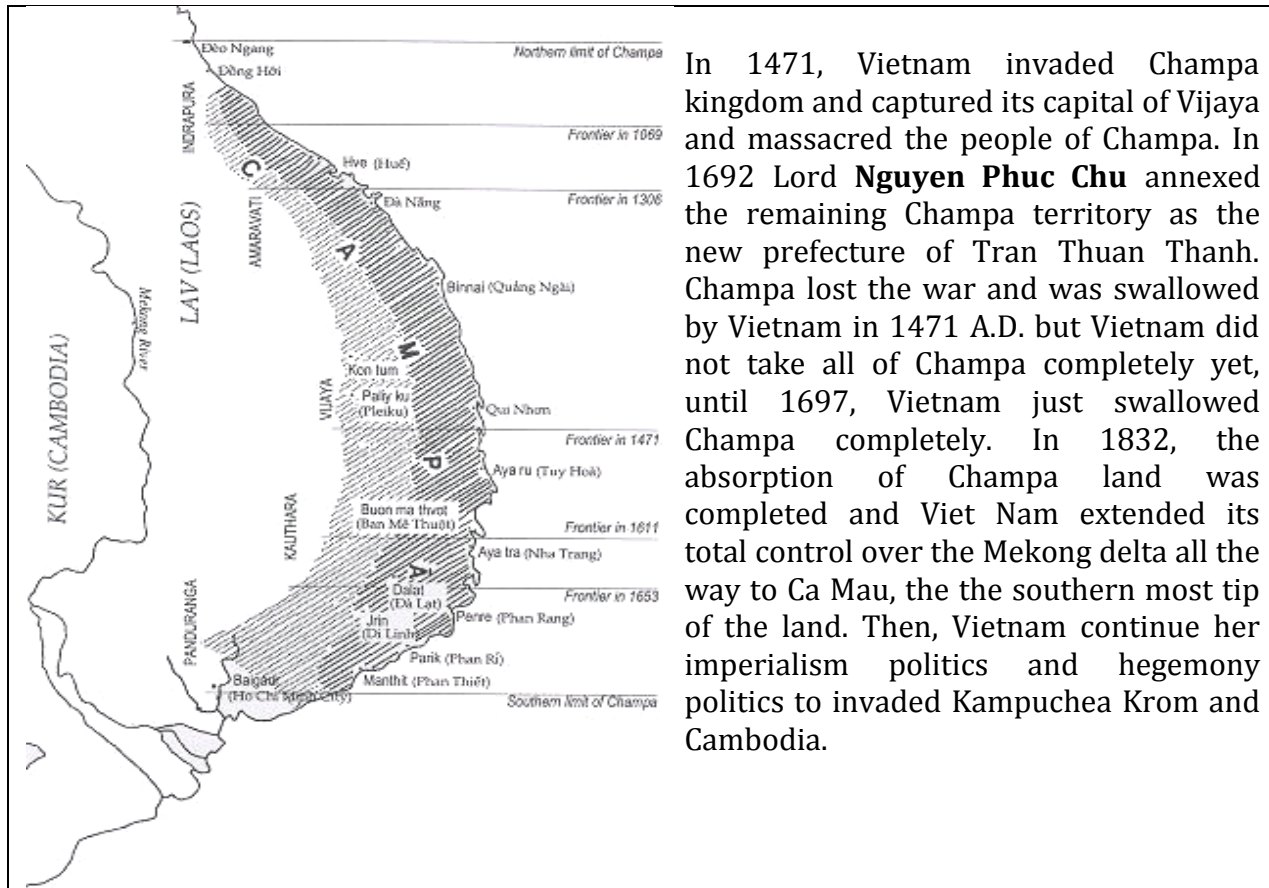 Đèo Ngang
Đồng Hới
Northern limit of Champa
INDRAPURA
Frontier in 1069
C
Hve (Huế)
Frontier in 1306
Đà Nẵng
AMARAVATI
LAV (LAOS)
A
Binnai (Quảng Ngãi)
Mekong River
M
KUR (CAMBODIA)
Kon tum
Paliy ku
(Pleiku)
VIJAYA
Qui Nhơn
Frontier in 1471
P
Aya ru (Tuy Hoà)
Buon ma thvot
(Ban Mê Thuột)
KAUTHARA
Frontier in 1611
Aya tra (Nha Trang)
Ā
Dalat
(Đà Lạt)
Frontier in 1653
Jrin
(Di Linh)
Penre (Phan Rang)
PANDURANGA
Parik (Phan Rí)
Manthit (Phan Thiết)
(Ho Chi Minh City)
Southern limit of Champa
In 1471, Vietnam invaded Champa
kingdom and captured its capital of Vijaya
and massacred the people of Champa. In
1692 Lord Nguyen Phuc Chu annexed
the remaining Champa territory as the
new prefecture of Tran Thuan Thanh.
Champa lost the war and was swallowed
by Vietnam in 1471 A.D. but Vietnam did
not take all of Champa completely yet,
until 1697, Vietnam just swallowed
Champa completely. In 1832, the
absorption of Champa land was
completed and Viet Nam extended its
total control over the Mekong delta all the
way to Ca Mau, the the southern most tip
of the land. Then, Vietnam continue her
imperialism politics and hegemony
politics to invaded Kampuchea Krom and
Cambodia.